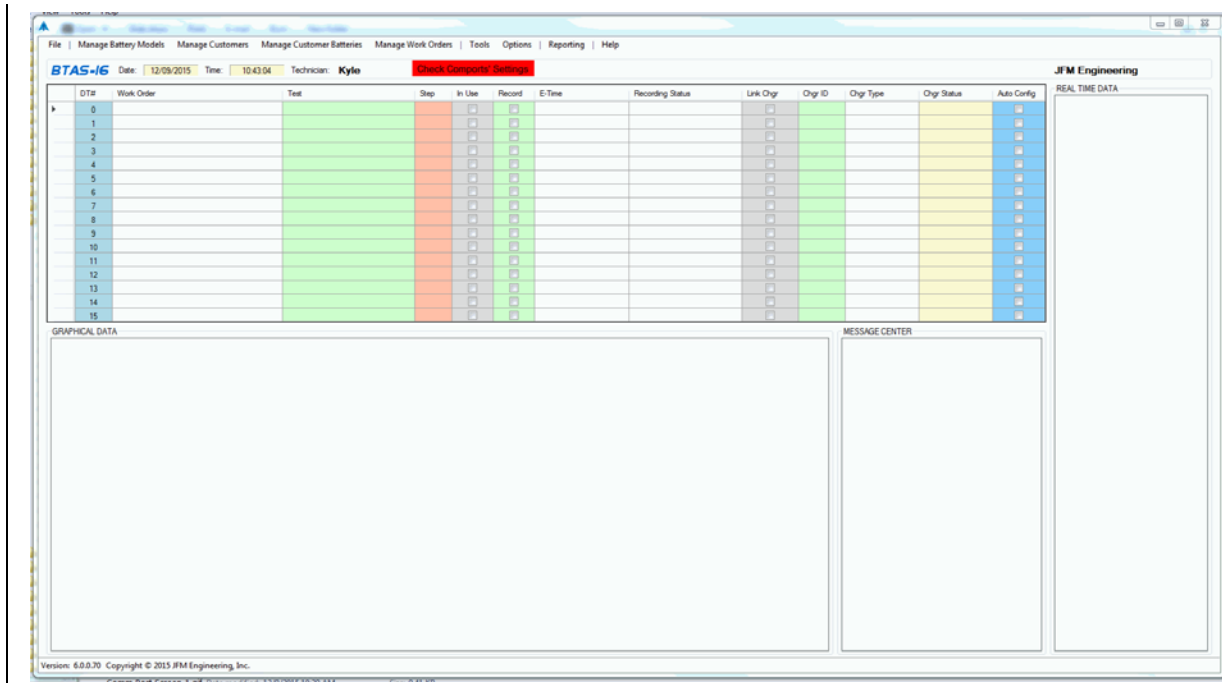 View Tools Help
File | Manage Battery Models Manage Customers Manage Customer Batteries Manage Work Orders | Tools Options | Reporting | Help
BTAS-16 Date: 12/09/2015 Time: 10:43:04 Technician: Kyle Check Comports' Settings JFM Engineering
DT# Work Order Test Step In Use Record E-Time Recording Status Link Chgr Chgr ID Chgr Type Chgr Status Auto Config REAL TIME DATA
0
1
2
3
4
5
6
7
8
9
10
11
12
13
14
15
GRAPHICAL DATA MESSAGE CENTER
Version: 6.0.0.70 Copyright © 2015 JFM Engineering, Inc.